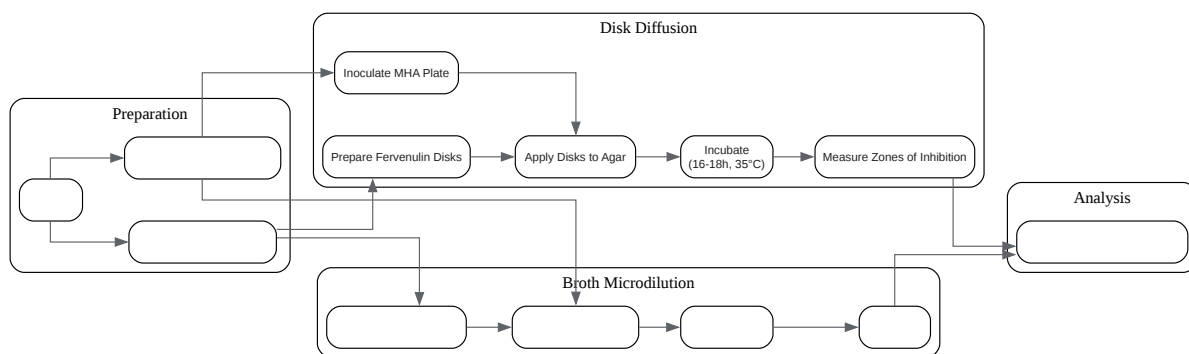 Disk Diffusion
Inoculate MHA Plate
Preparation
Prepare Fervenulin Disks
Apply Disks to Agar
Incubate
(16-18h, 35°C)
Measure Zones of Inhibition
Analysis
Broth Microdilution